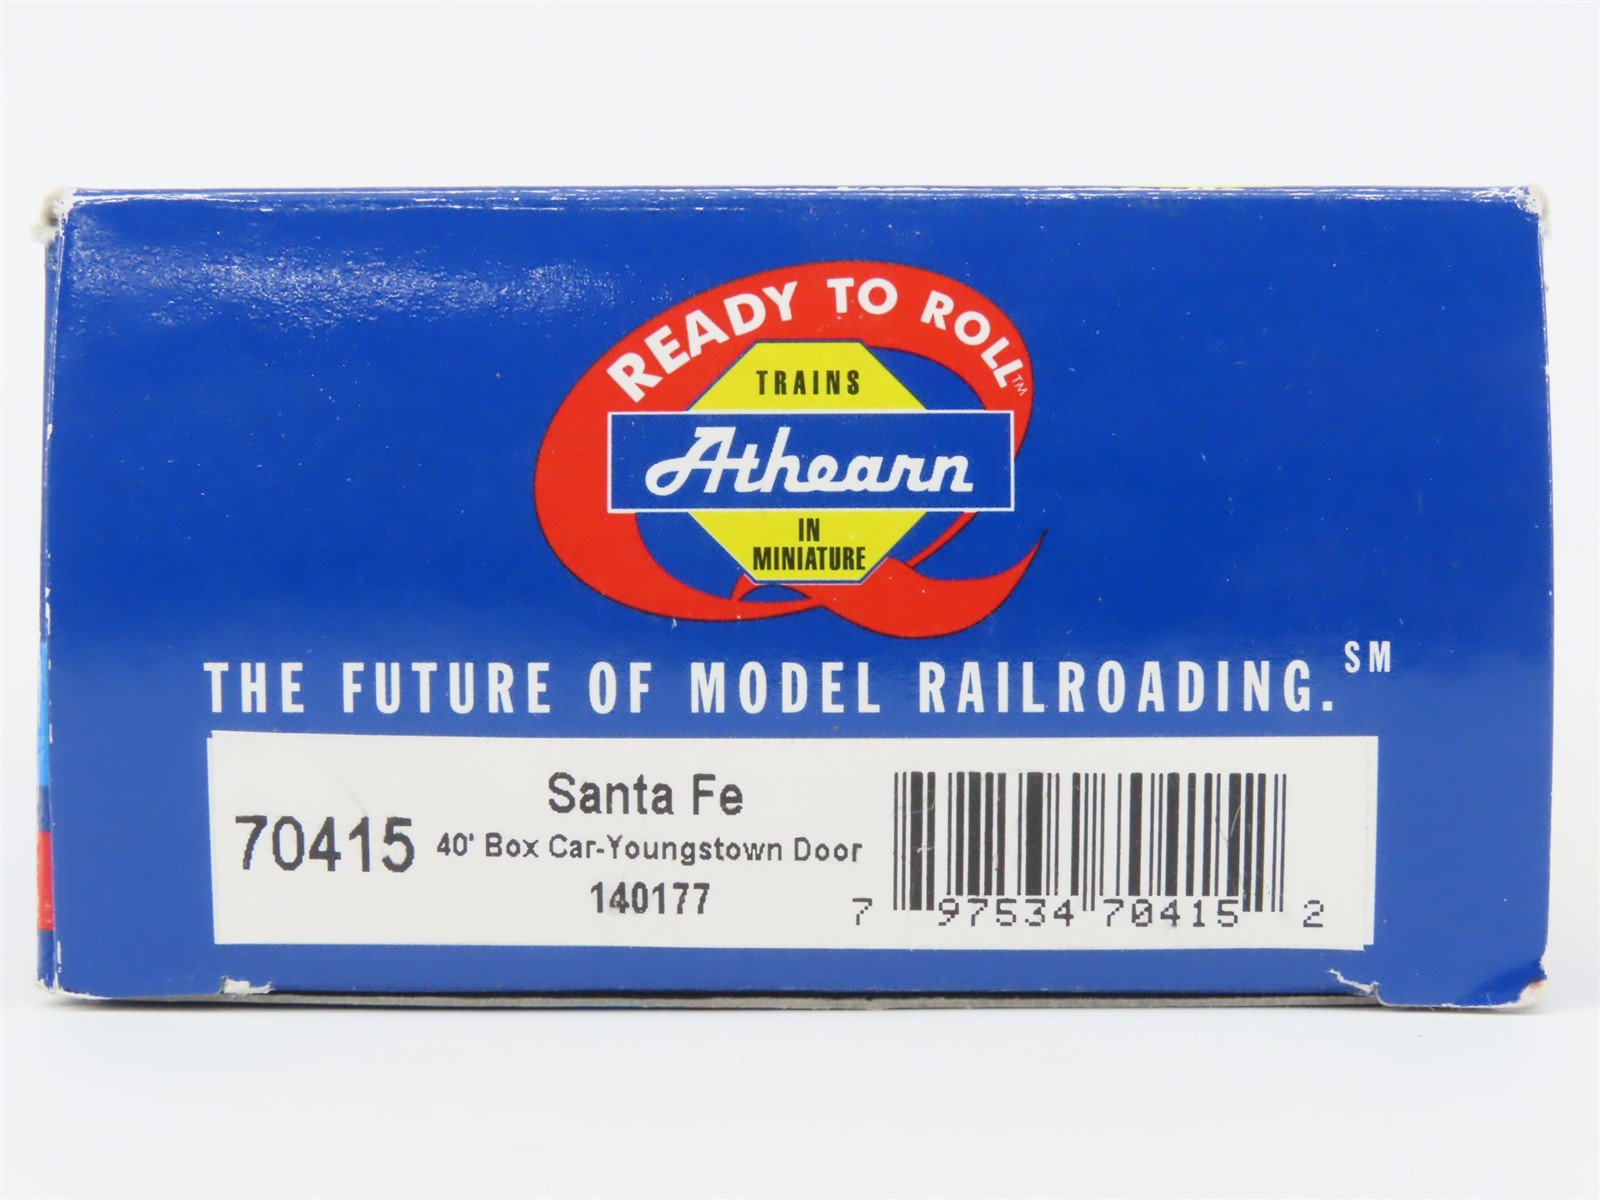 READY TO ROLL™
TRAINS
Athearn
IN
MINIATURE
THE FUTURE OF MODEL RAILROADING.℠
70415
Santa Fe
40' Box Car-Youngstown Door
140177
7 97534 70415 2